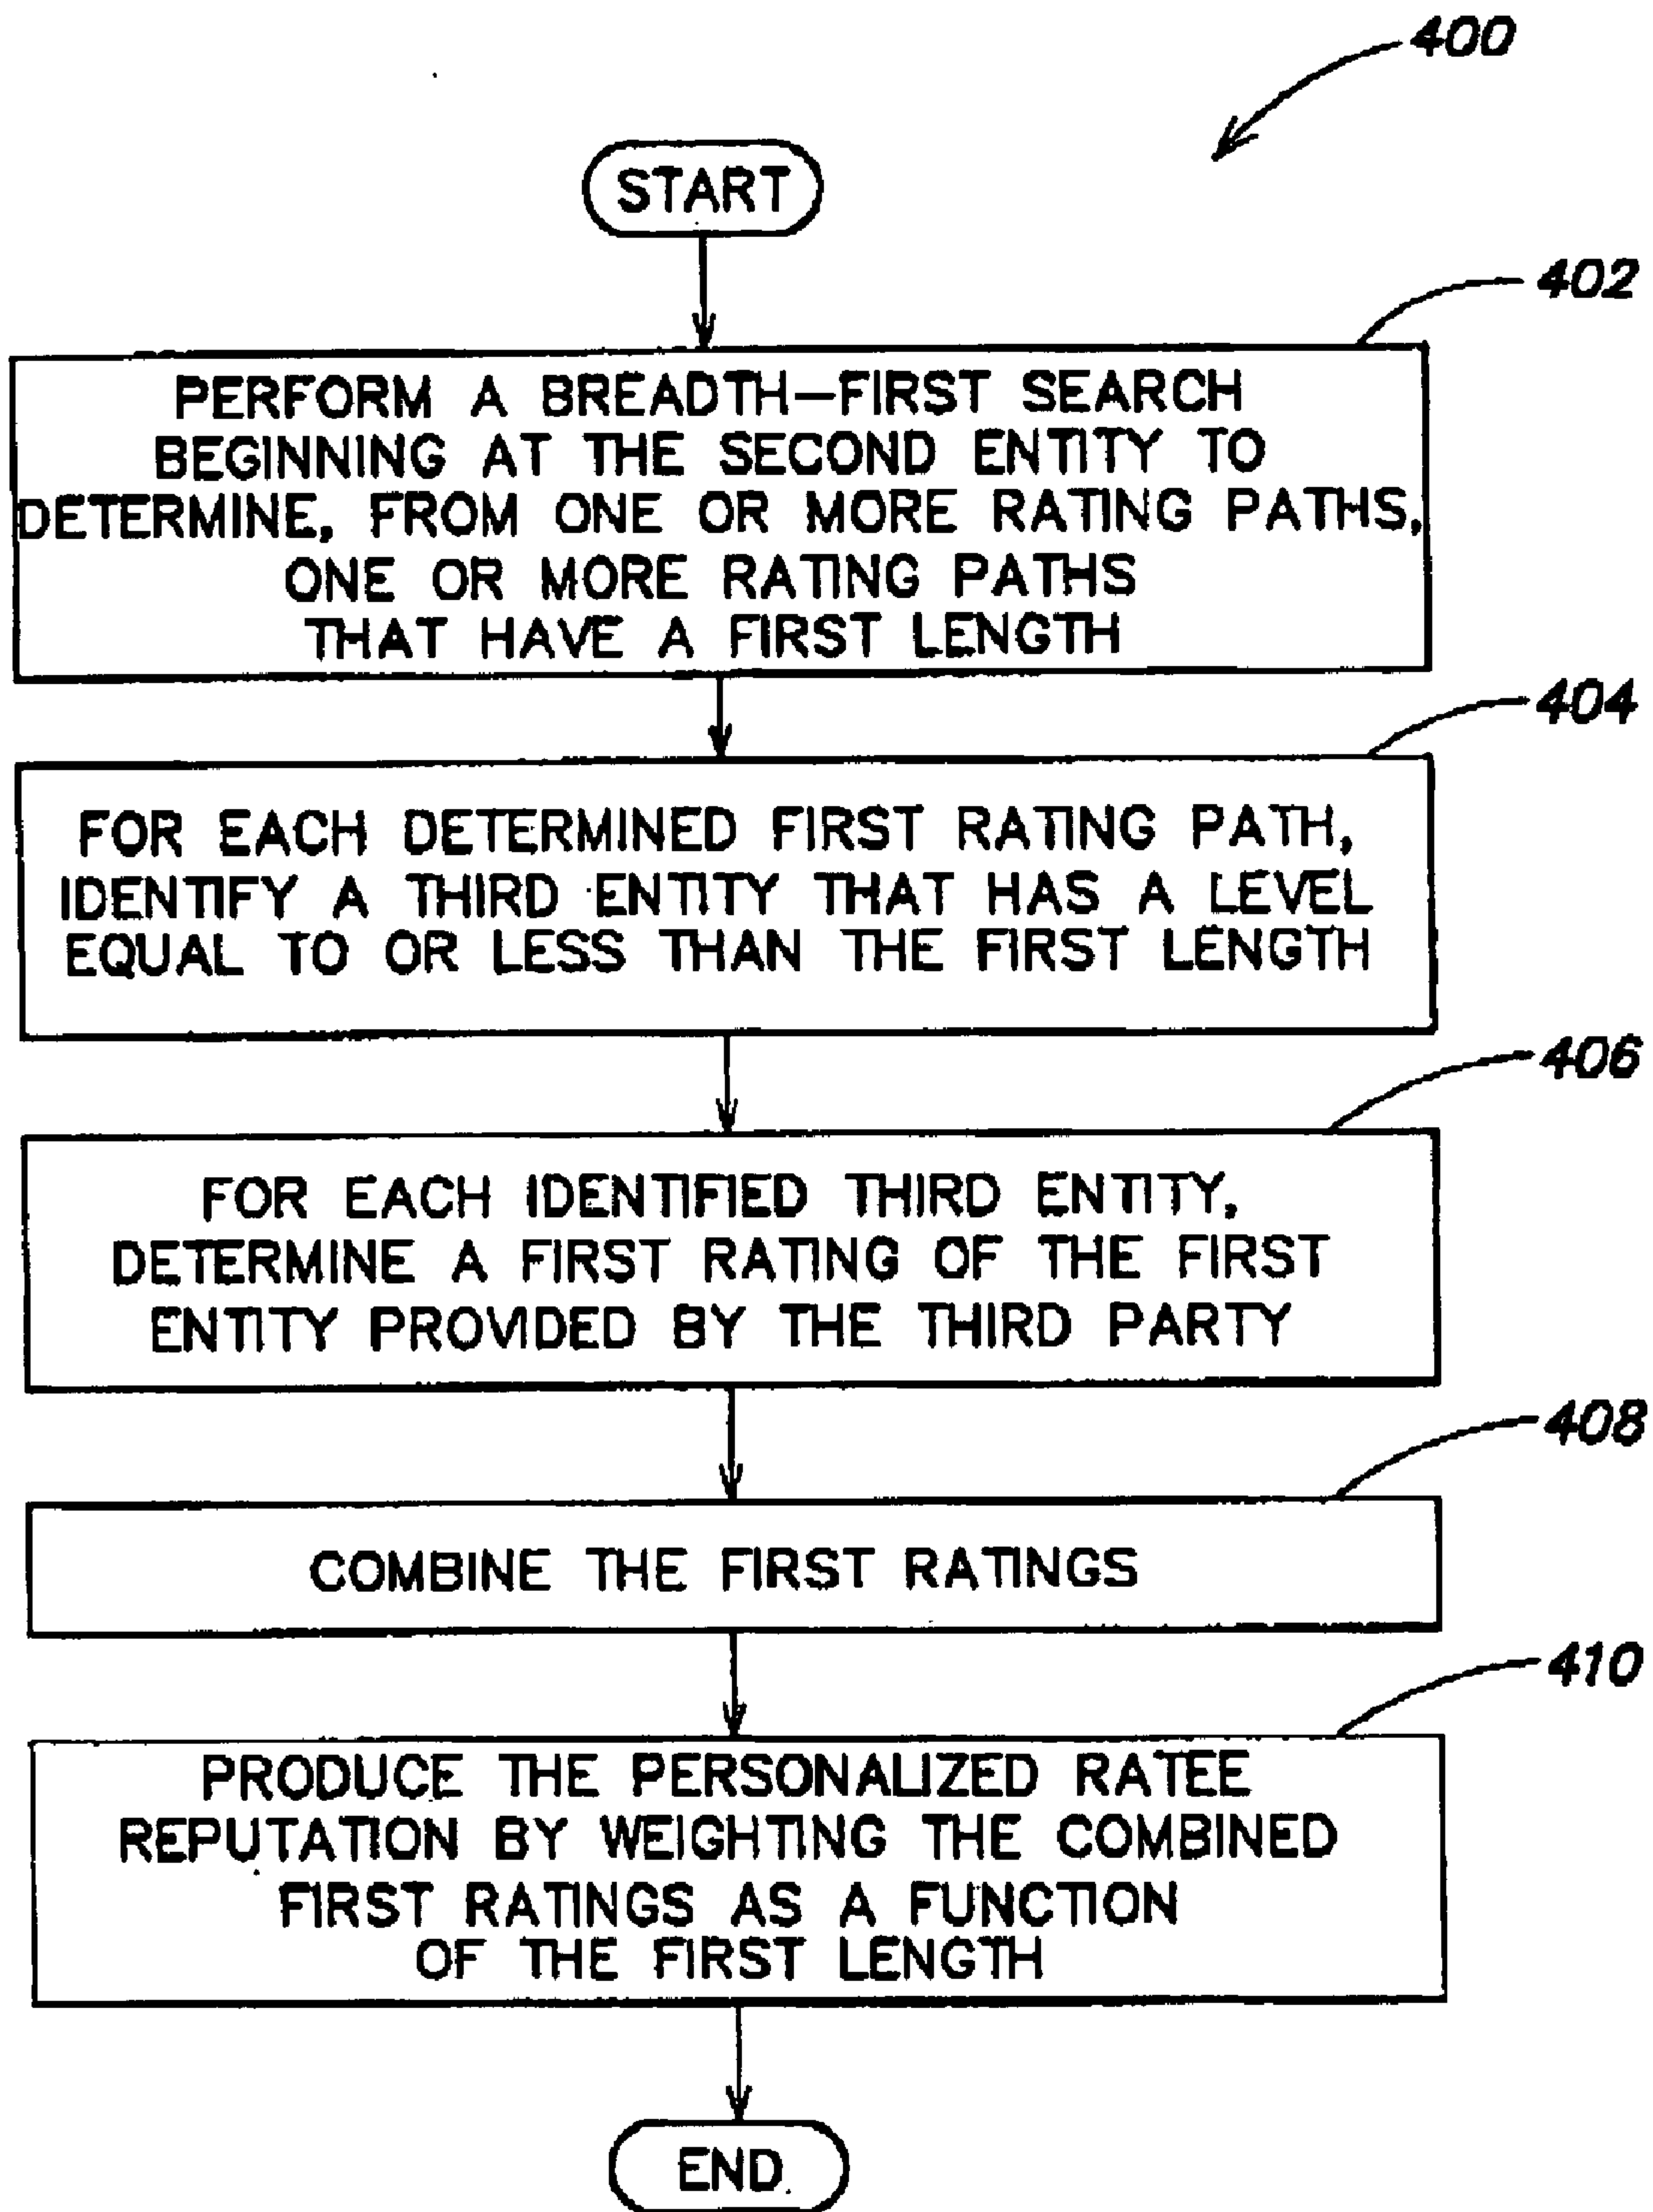 400
START
402
PERFORM A BREADTH-FIRST SEARCH
BEGINNING AT THE SECOND ENTITY TO
DETERMINE, FROM ONE OR MORE RATING PATHS,
ONE OR MORE RATING PATHS
THAT HAVE A FIRST LENGTH
404
FOR EACH DETERMINED FIRST RATING PATH,
IDENTIFY A THIRD ENTITY THAT HAS A LEVEL
EQUAL TO OR LESS THAN THE FIRST LENGTH
406
FOR EACH IDENTIFIED THIRD ENTITY,
DETERMINE A FIRST RATING OF THE FIRST
ENTITY PROVIDED BY THE THIRD PARTY
408
COMBINE THE FIRST RATINGS
410
PRODUCE THE PERSONALIZED RATEE
REPUTATION BY WEIGHTING THE COMBINED
FIRST RATINGS AS A FUNCTION
OF THE FIRST LENGTH
END